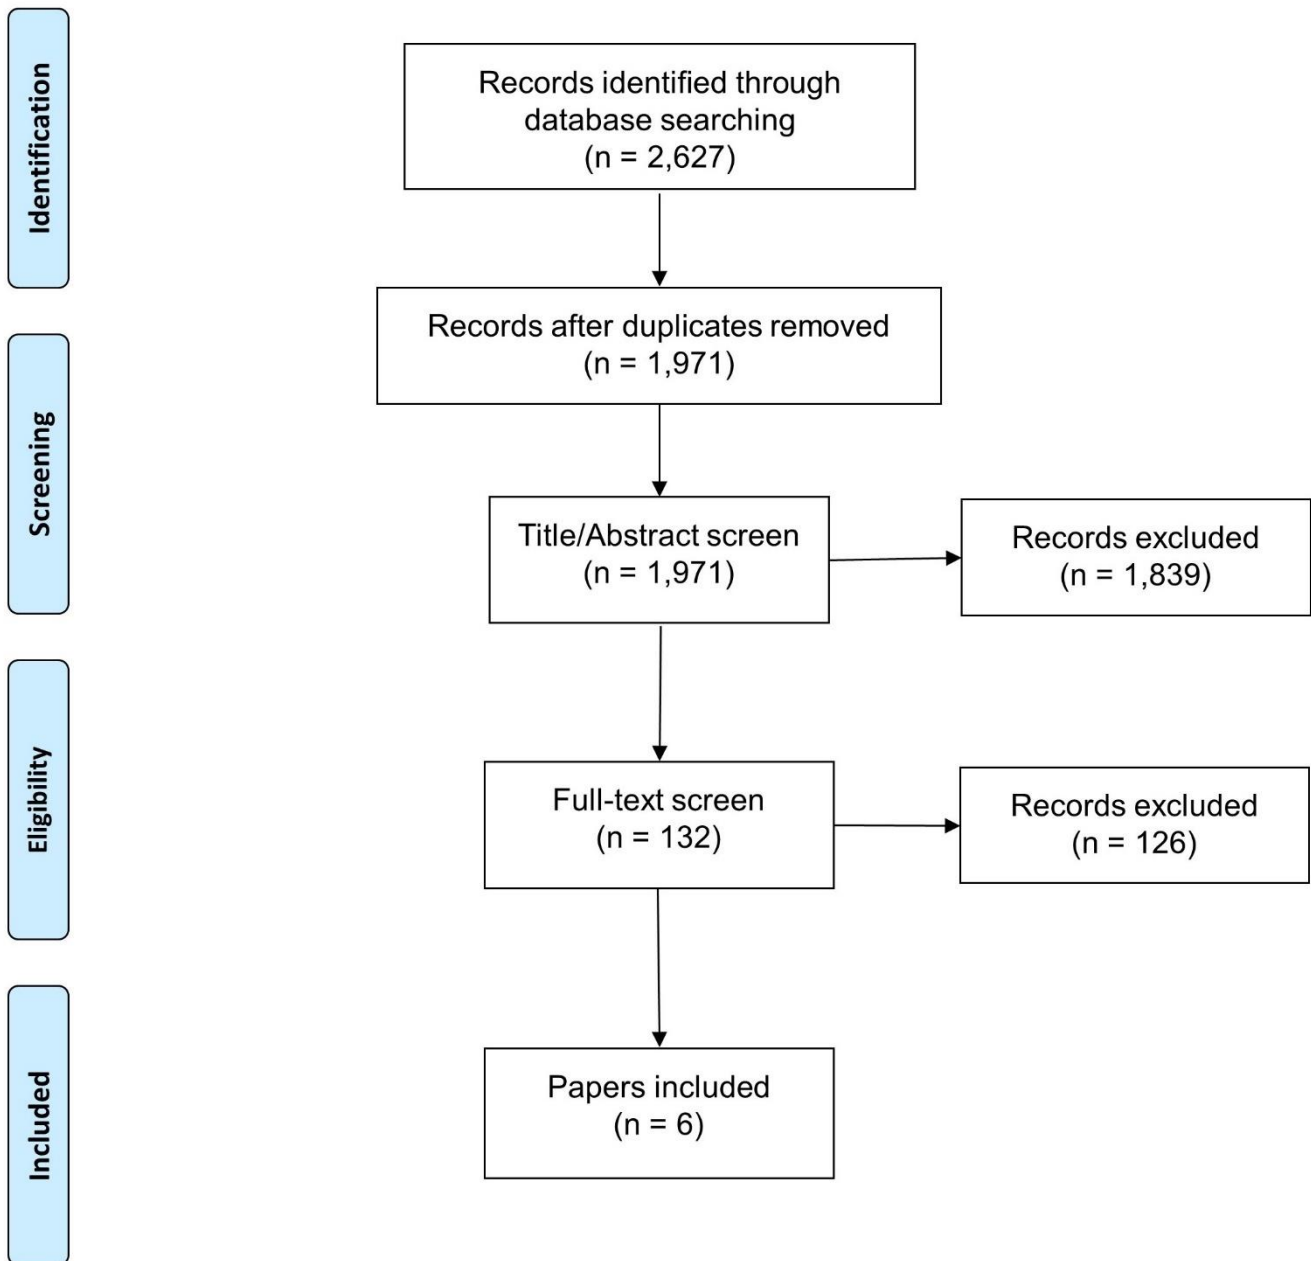 Identification
Records identified through
database searching
(n = 2,627)
Records after duplicates removed
(n = 1,971)
Screening
Title/Abstract screen
(n = 1,971)
Records excluded
(n = 1,839)
Eligibility
Full-text screen
(n = 132)
Records excluded
(n = 126)
Included
Papers included
(n = 6)